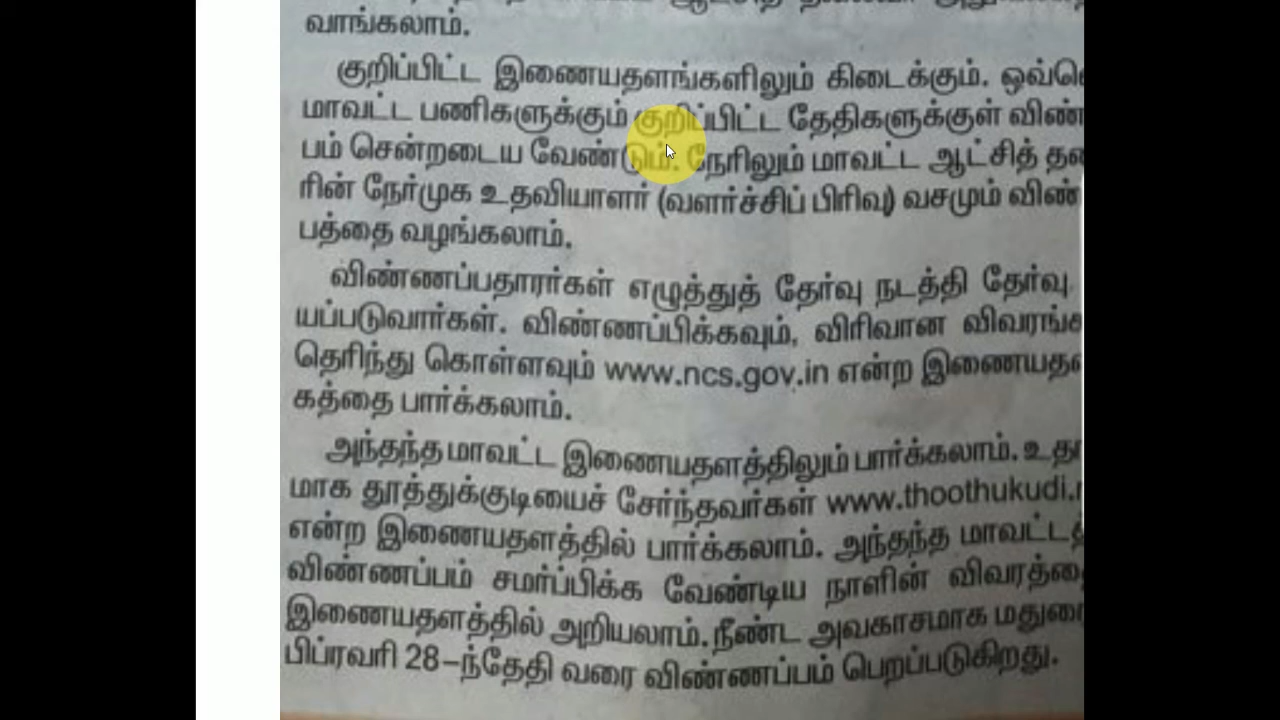 வாங்கலாம்.
குறிப்பிட்ட இணையதளங்களிலும் கிடைக்கும்.
மாவட்ட பணிகளுக்கும் குறிப்பிட்ட தேதிகளுக்குள் விண்
பம் சென்றடைய வேண்டும். நேரிலும் மாவட்ட ஆட்சித்
ரின் நேர்முக உதவியாளர் (வளர்ச்சிப் பிரிவு) வசமும் விண்
பத்தை வழங்கலாம்.
விண்ணப்பதாரர்கள் எழுத்துத் தேர்வு நடத்தி தேர்வு
யப்படுவார்கள். விண்ணப்பிக்கவும், விரிவான
தெரிந்து கொள்ளவும் www.ncs.gov.in என்ற
கத்தை பார்க்கலாம்.
அந்தந்த மாவட்ட இணையதளத்திலும் பார்க்கலாம்.
மாக தூத்துக்குடியைச் சேர்ந்தவர்கள் www.thoothukudi.
என்ற இணையதளத்தில் பார்க்கலாம். அந்தந்த
விண்ணப்பம் சமர்ப்பிக்க வேண்டிய நாளின்
இணையதளத்தில் அறியலாம். நீண்ட அவகாசமாக
பிப்ரவரி 28-ந்தேதி வரை விண்ணப்பம் பெறப்படுகிறது.